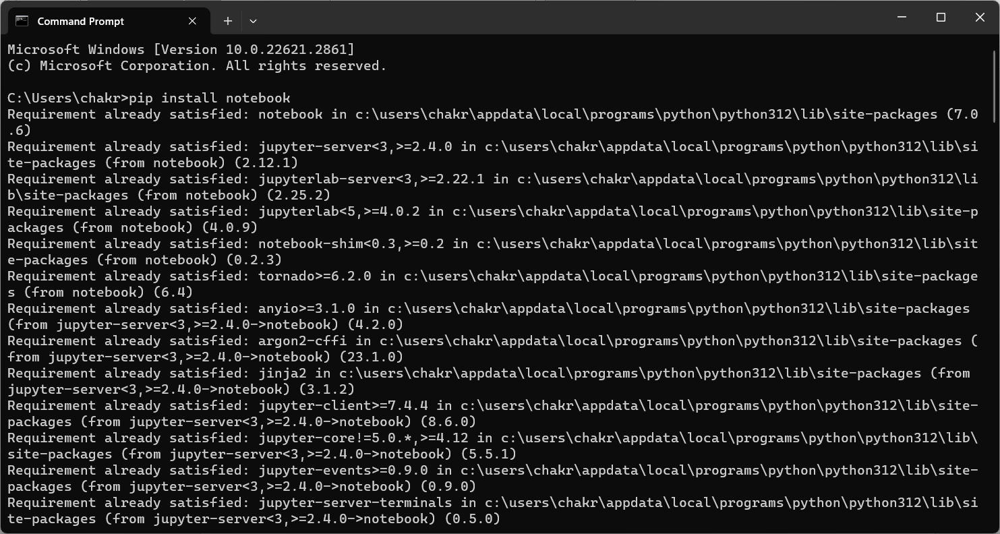 Command Prompt
Microsoft Windows [Version 10.0.22621.2861]
(c) Microsoft Corporation. All rights reserved.
C:\Users\chakr>pip install notebook
Requirement already satisfied: notebook in c:\users\chakr\appdata\local\programs\python\python312\lib\site-packages (7.0
.6)
Requirement already satisfied: jupyter-server<3,>=2.4.0 in c:\users\chakr\appdata\local\programs\python\python312\lib\si
te-packages (from notebook) (2.12.1)
Requirement already satisfied: jupyterlab-server<3,>=2.22.1 in c:\users\chakr\appdata\local\programs\python\python312\li
b\site-packages (from notebook) (2.25.2)
Requirement already satisfied: jupyterlab<5,>=4.0.2 in c:\users\chakr\appdata\local\programs\python\python312\lib\site-p
ackages (from notebook) (4.0.9)
Requirement already satisfied: notebook-shim<0.3,>=0.2 in c:\users\chakr\appdata\local\programs\python\python312\lib\sit
e-packages (from notebook) (0.2.3)
Requirement already satisfied: tornado>=6.2.0 in c:\users\chakr\appdata\local\programs\python\python312\lib\site-package
s (from notebook) (6.4)
Requirement already satisfied: anyio>=3.1.0 in c:\users\chakr\appdata\local\programs\python\python312\lib\site-packages
(from jupyter-server<3,>=2.4.0->notebook) (4.2.0)
Requirement already satisfied: argon2-cffi in c:\users\chakr\appdata\local\programs\python\python312\lib\site-packages (
from jupyter-server<3,>=2.4.0->notebook) (23.1.0)
Requirement already satisfied: jinja2 in c:\users\chakr\appdata\local\programs\python\python312\lib\site-packages (from
jupyter-server<3,>=2.4.0->notebook) (3.1.2)
Requirement already satisfied: jupyter-client>=7.4.4 in c:\users\chakr\appdata\local\programs\python\python312\lib\site-
packages (from jupyter-server<3,>=2.4.0->notebook) (8.6.0)
Requirement already satisfied: jupyter-core!=5.0.*,>=4.12 in c:\users\chakr\appdata\local\programs\python\python312\lib\
site-packages (from jupyter-server<3,>=2.4.0->notebook) (5.5.1)
Requirement already satisfied: jupyter-events>=0.9.0 in c:\users\chakr\appdata\local\programs\python\python312\lib\site-
packages (from jupyter-server<3,>=2.4.0->notebook) (0.9.0)
Requirement already satisfied: jupyter-server-terminals in c:\users\chakr\appdata\local\programs\python\python312\lib\si
te-packages (from jupyter-server<3,>=2.4.0->notebook) (0.5.0)